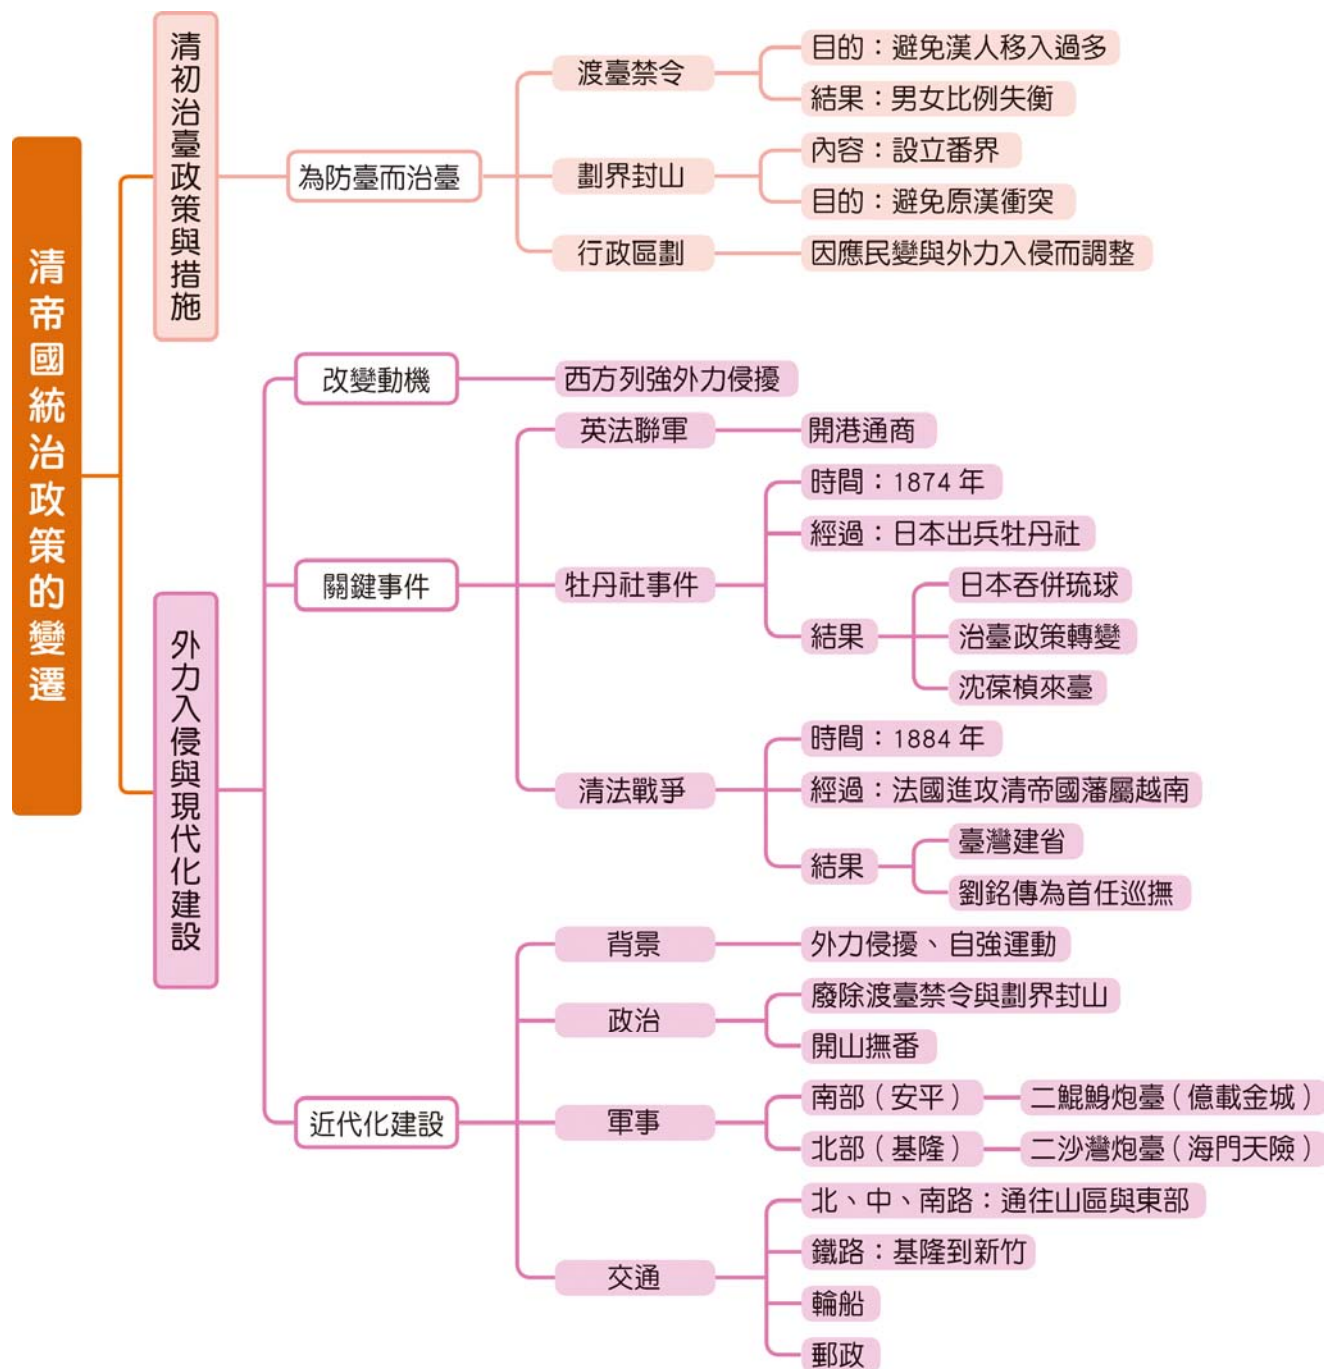 清帝國統治政策的變遷
清初治臺政策與措施
為防臺而治臺
渡臺禁令
目的：避免漢人移入過多
結果：男女比例失衡
劃界封山
內容：設立番界
目的：避免原漢衝突
行政區劃
因應民變與外力入侵而調整
外力入侵與現代化建設
改變動機
西方列強外力侵擾
關鍵事件
英法聯軍
開港通商
牡丹社事件
時間：1874 年
經過：日本出兵牡丹社
結果
日本吞併琉球
治臺政策轉變
沈葆楨來臺
清法戰爭
時間：1884 年
經過：法國進攻清帝國藩屬越南
結果
臺灣建省
劉銘傳為首任巡撫
近代化建設
背景
外力侵擾、自強運動
政治
廢除渡臺禁令與劃界封山
開山撫番
軍事
南部（安平）
二鯤鯓炮臺（億載金城）
北部（基隆）
二沙灣炮臺（海門天險）
交通
北、中、南路：通往山區與東部
鐵路：基隆到新竹
輪船
郵政